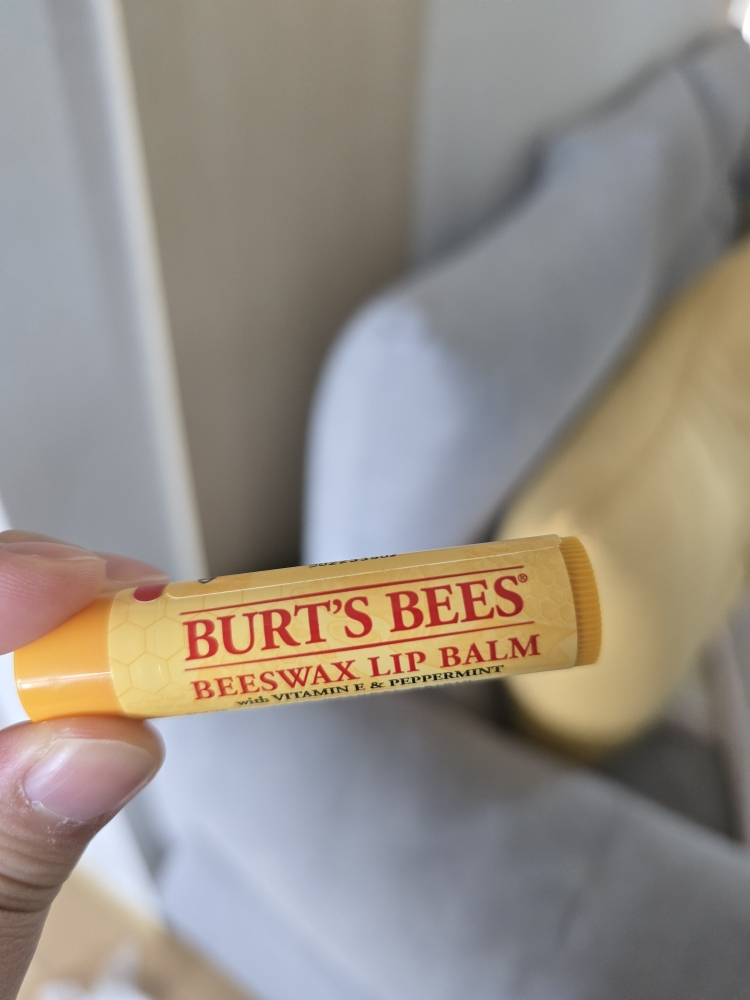 BURT'S BEES®
BEESWAX LIP BALM
with VITAMIN E & PEPPERMINT